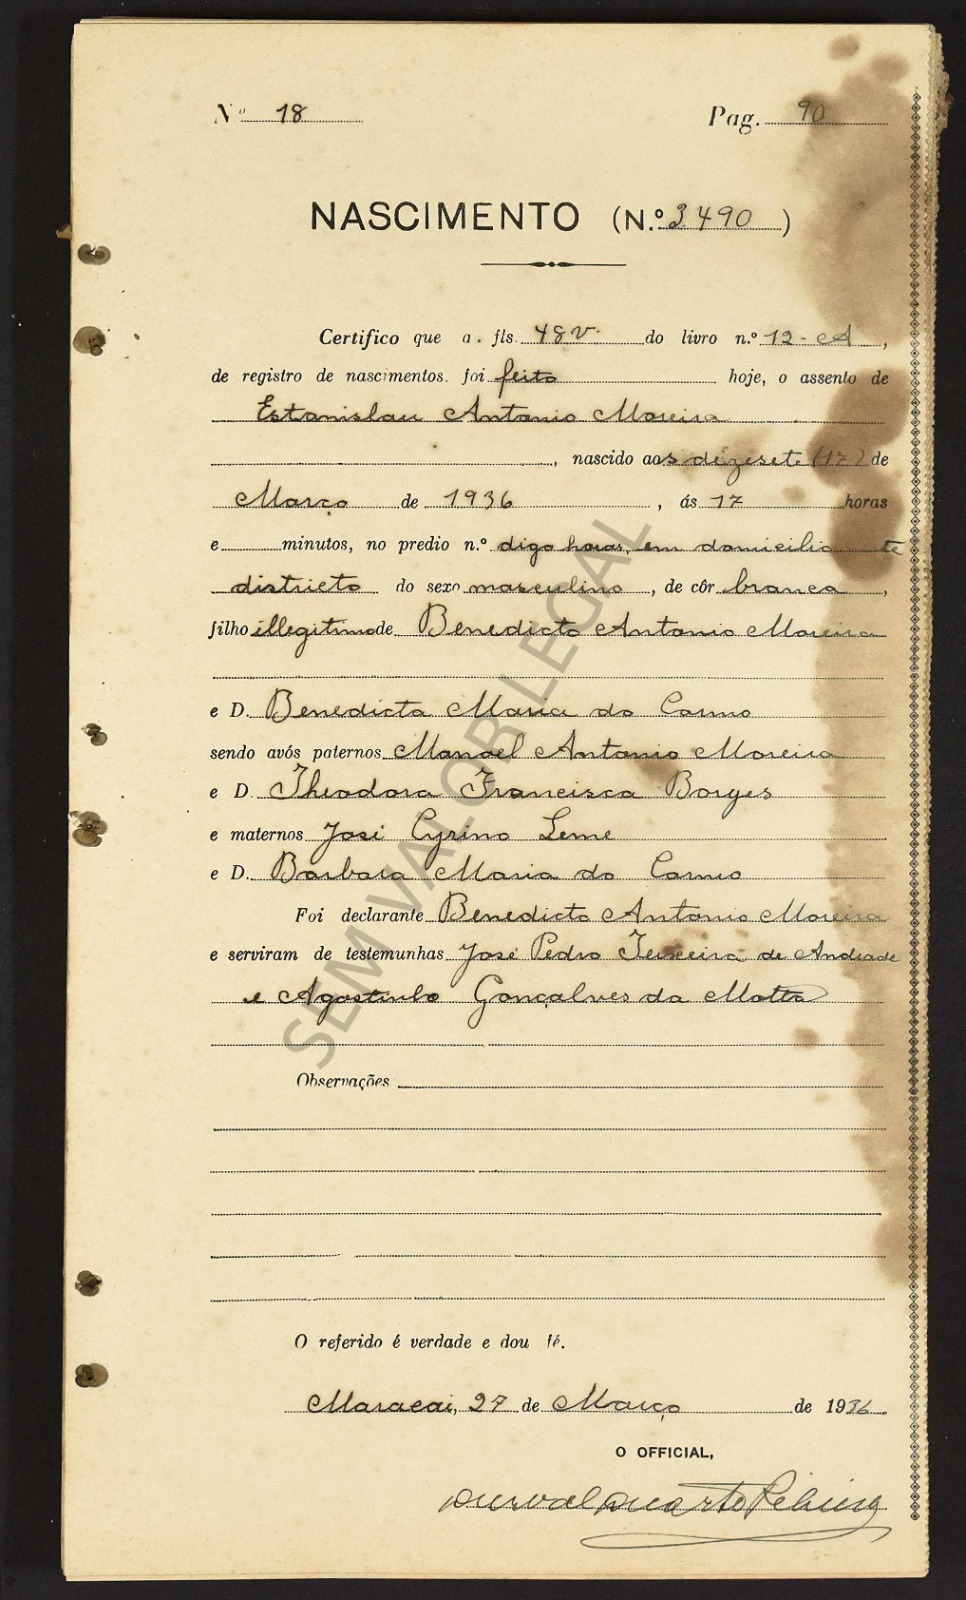 Nº 18 Pag. 90
NASCIMENTO (N.º 3490)
Certifico que a. fls. 48v. do livro n.º 12-A,
de registro de nascimentos. foi feito hoje, o assento de
Estanislau Antonio Moreira
, nascido aos dezesete (17) de
Março de 1936, ás 17 horas
e minutos, no predio n.º digo horas, em domicilio te
districto do sexo masculino, de côr branca,
filho illegitimo de Benedicto Antonio Moreira
e D. Benedicta Maria do Carmo
sendo avós paternos Manoel Antonio Moreira
e D. Theodora Francisca Borges
e maternos José Cyrino Leme
e D. Barbara Maria do Carmo
Foi declarante Benedicto Antonio Moreira
e serviram de testemunhas José Pedro Teixeira de Andrade
e Agostinho Gonçalves da Motta
Observações
O referido é verdade e dou fé.
Maracai, 27 de Março de 1936
O OFFICIAL,
Durval Duarte
SEM VALOR LEGAL